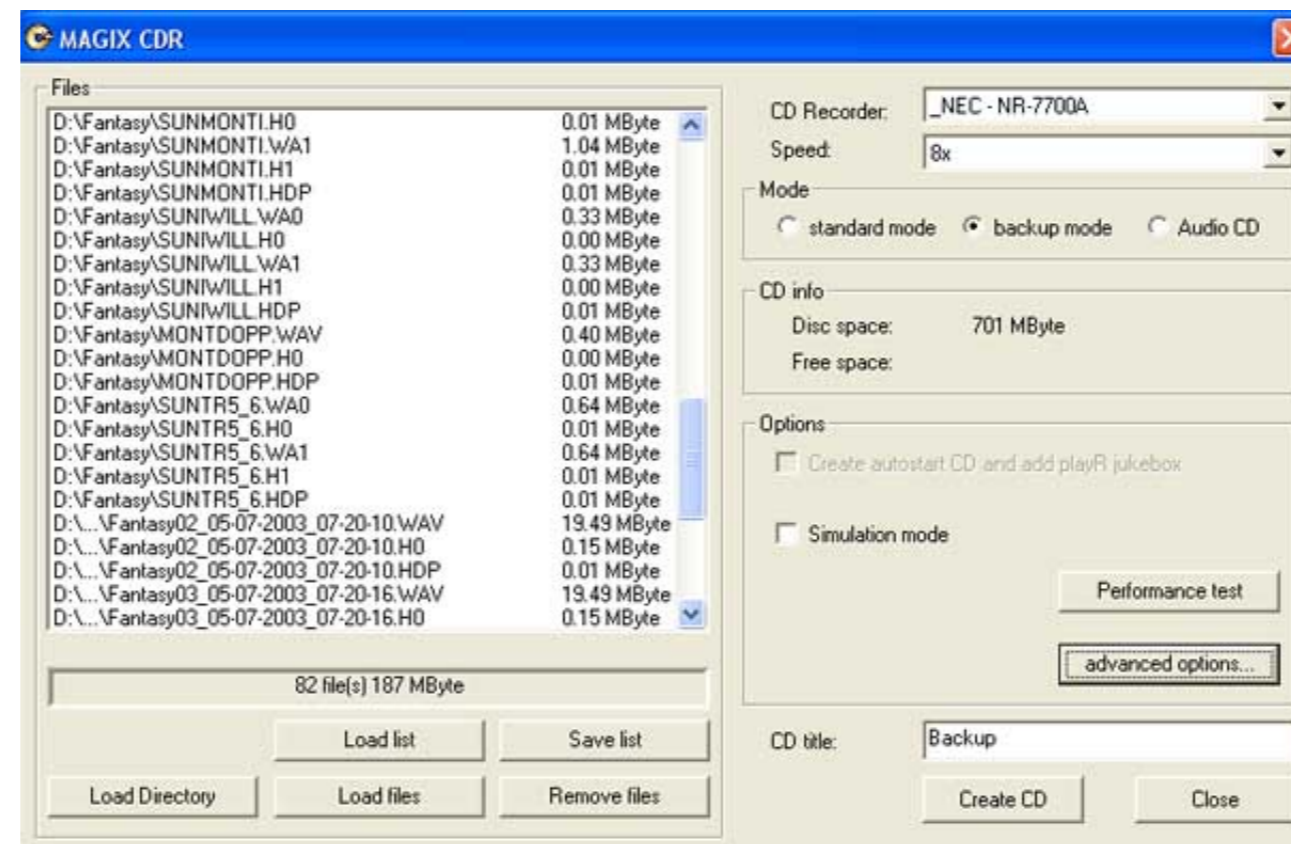 MAGIX CDR
Files
D:\Fantasy\SUNMONTI.H0 0.01 MByte
D:\Fantasy\SUNMONTI.WA1 1.04 MByte
D:\Fantasy\SUNMONTI.H1 0.01 MByte
D:\Fantasy\SUNMONTI.HDP 0.01 MByte
D:\Fantasy\SUNIWILL.WA0 0.33 MByte
D:\Fantasy\SUNIWILL.H0 0.00 MByte
D:\Fantasy\SUNIWILL.WA1 0.33 MByte
D:\Fantasy\SUNIWILL.H1 0.00 MByte
D:\Fantasy\SUNIWILL.HDP 0.01 MByte
D:\Fantasy\MONTDOPP.WAV 0.40 MByte
D:\Fantasy\MONTDOPP.H0 0.00 MByte
D:\Fantasy\MONTDOPP.HDP 0.01 MByte
D:\Fantasy\SUNTR5_6.WA0 0.64 MByte
D:\Fantasy\SUNTR5_6.H0 0.01 MByte
D:\Fantasy\SUNTR5_6.WA1 0.64 MByte
D:\Fantasy\SUNTR5_6.H1 0.01 MByte
D:\Fantasy\SUNTR5_6.HDP 0.01 MByte
D:\...\Fantasy02_05-07-2003_07-20-10.WAV 19.49 MByte
D:\...\Fantasy02_05-07-2003_07-20-10.H0 0.15 MByte
D:\...\Fantasy02_05-07-2003_07-20-10.HDP 0.01 MByte
D:\...\Fantasy03_05-07-2003_07-20-16.WAV 19.49 MByte
D:\...\Fantasy03_05-07-2003_07-20-16.H0 0.15 MByte
82 file(s) 187 MByte
Load list Save list
Load Directory Load files Remove files
CD Recorder: _NEC - NR-7700A
Speed: 8x
Mode
standard mode backup mode Audio CD
CD info
Disc space: 701 MByte
Free space:
Options
Create autostart CD and add playR jukebox
Simulation mode
Performance test
advanced options...
CD title: Backup
Create CD Close